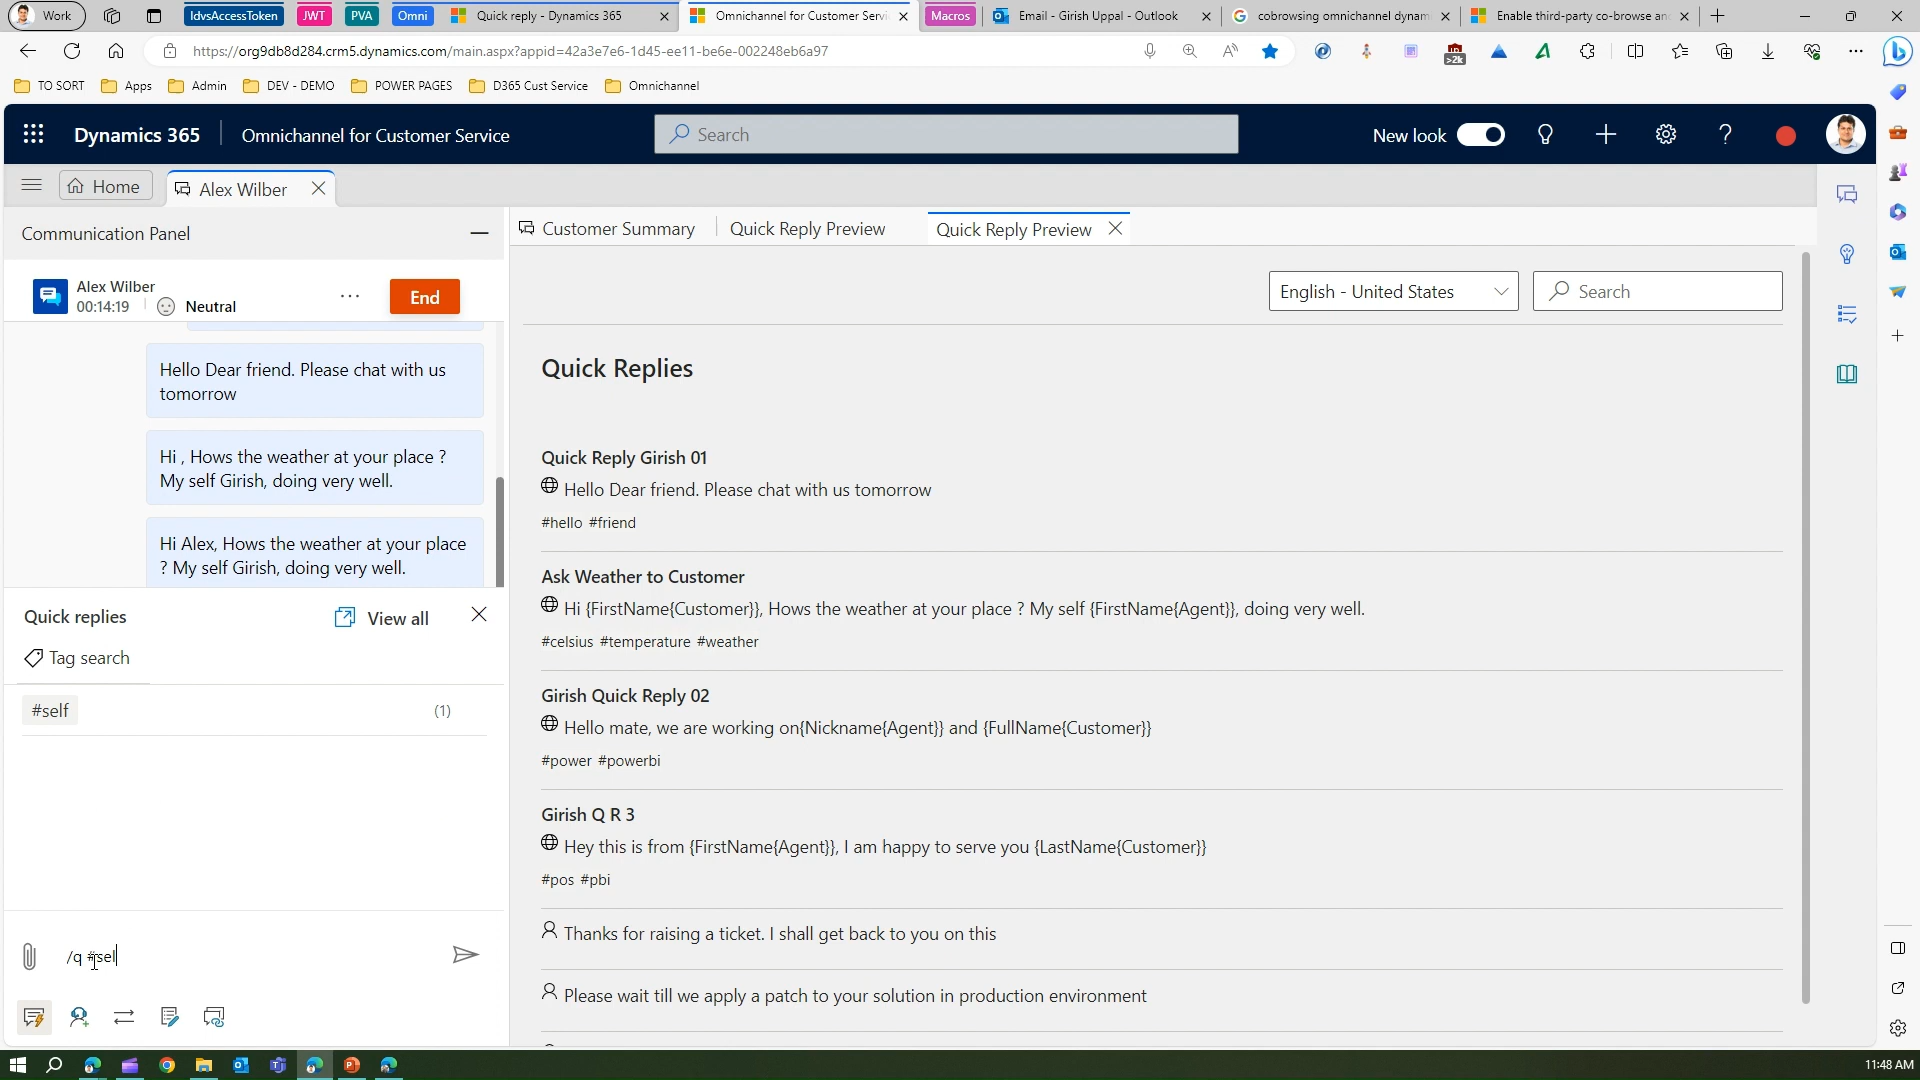 Work
IdvsAccessToken
JWT
PVA
Omni
Quick reply - Dynamics 365
Omnichannel for Customer Servi
Macros
Email - Girish Uppal - Outlook
cobrowsing omnichannel dynam
Enable third-party co-browse an
https://org9db8d284.crm5.dynamics.com/main.aspx?appid=42a3e7e6-1d45-ee11-be6e-002248eb6a97
>2k
TO SORT
Apps
Admin
DEV - DEMO
POWER PAGES
D365 Cust Service
Omnichannel
Dynamics 365
Omnichannel for Customer Service
Search
New look
Home
Alex Wilber
Communication Panel
Customer Summary
Quick Reply Preview
Quick Reply Preview
Alex Wilber
00:14:19
Neutral
End
English - United States
Search
Hello Dear friend. Please chat with us
tomorrow
Hi , Hows the weather at your place ?
My self Girish, doing very well.
Hi Alex, Hows the weather at your place
? My self Girish, doing very well.
Quick replies
View all
Tag search
#self
(1)
/q #sel
Quick Replies
Quick Reply Girish 01
Hello Dear friend. Please chat with us tomorrow
#hello #friend
Ask Weather to Customer
Hi {FirstName{Customer}}, Hows the weather at your place ? My self {FirstName{Agent}}, doing very well.
#celsius #temperature #weather
Girish Quick Reply 02
Hello mate, we are working on{Nickname{Agent}} and {FullName{Customer}}
#power #powerbi
Girish Q R 3
Hey this is from {FirstName{Agent}}, I am happy to serve you {LastName{Customer}}
#pos #pbi
Thanks for raising a ticket. I shall get back to you on this
Please wait till we apply a patch to your solution in production environment
11:48 AM